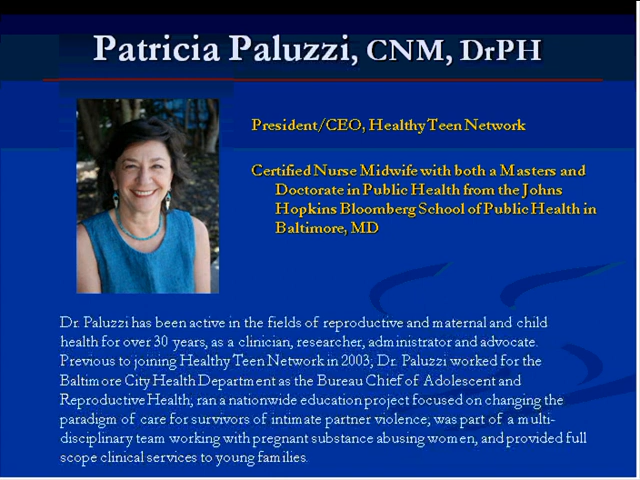 Patricia Paluzzi, CNM, DrPH
President/CEO, Healthy Teen Network
Certified Nurse Midwife with both a Masters and
Doctorate in Public Health from the Johns
Hopkins Bloomberg School of Public Health in
Baltimore, MD
Dr. Paluzzi has been active in the fields of reproductive and maternal and child
health for over 30 years, as a clinician, researcher, administrator and advocate.
Previous to joining Healthy Teen Network in 2003; Dr. Paluzzi worked for the
Baltimore City Health Department as the Bureau Chief of Adolescent and
Reproductive Health; ran a nationwide education project focused on changing the
paradigm of care for survivors of intimate partner violence; was part of a multi-
disciplinary team working with pregnant substance abusing women, and provided full
scope clinical services to young families.